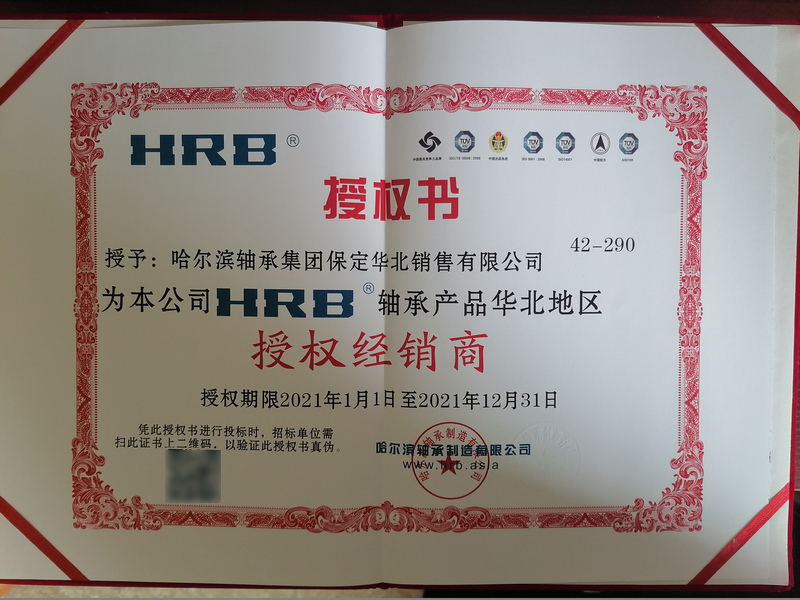 HRB®
授权书
42-290
授予：哈尔滨轴承集团保定华北销售有限公司
为本公司HRB®轴承产品华北地区
授权经销商
授权期限2021年1月1日至2021年12月31日
凭此授权书进行投标时，招标单位需
扫此证书上二维码，以验证此授权书真伪。
哈尔滨轴承制造有限公司
www.hrb.asia